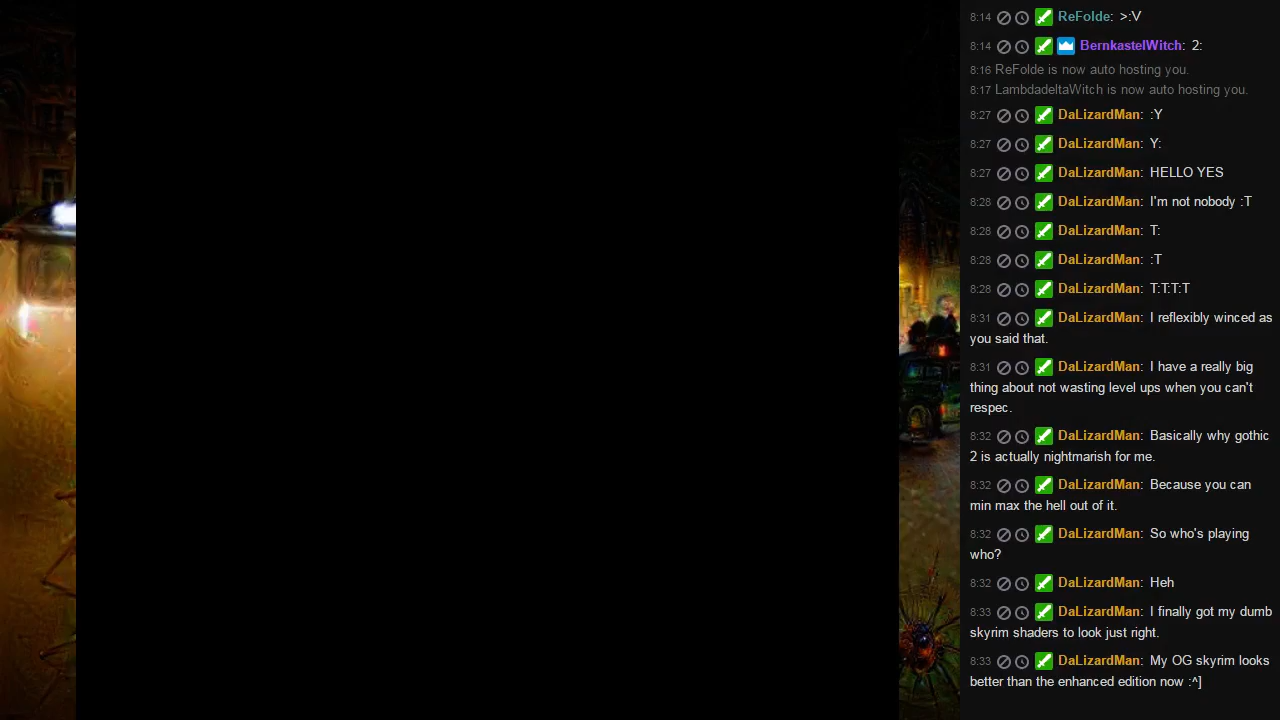 8:14 ReFolde: >:V
8:14 BernkastelWitch: 2:
8:16 ReFolde is now auto hosting you.
8:17 LambdadeltaWitch is now auto hosting you.
8:27 DaLizardMan: :Y
8:27 DaLizardMan: Y:
8:27 DaLizardMan: HELLO YES
8:28 DaLizardMan: I'm not nobody :T
8:28 DaLizardMan: T:
8:28 DaLizardMan: :T
8:28 DaLizardMan: T:T:T:T
8:31 DaLizardMan: I reflexibly winced as
you said that.
8:31 DaLizardMan: I have a really big
thing about not wasting level ups when you can't
respec.
8:32 DaLizardMan: Basically why gothic
2 is actually nightmarish for me.
8:32 DaLizardMan: Because you can
min max the hell out of it.
8:32 DaLizardMan: So who's playing
who?
8:32 DaLizardMan: Heh
8:33 DaLizardMan: I finally got my dumb
skyrim shaders to look just right.
8:33 DaLizardMan: My OG skyrim looks
better than the enhanced edition now :^]